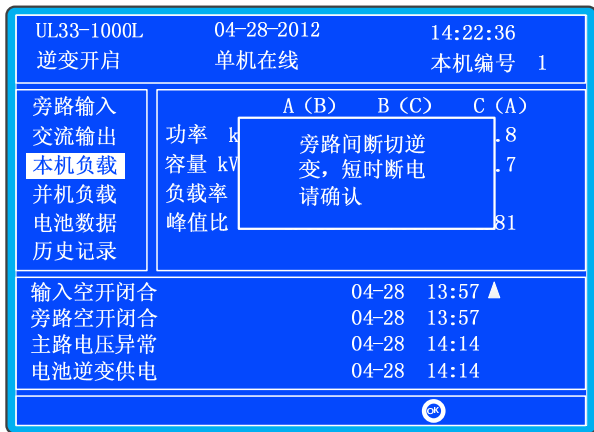 UL33-1000L 04-28-2012 14:22:36
逆变开启 单机在线 本机编号 1
旁路输入
交流输出
本机负载
并机负载
电池数据
历史记录
A(B) B(C) C(A)
功率 k .8
容量 kV .7
负载率
峰值比 81
旁路间断切逆
变，短时断电
请确认
输入空开闭合 04-28 13:57
旁路空开闭合 04-28 13:57
主路电压异常 04-28 14:14
电池逆变供电 04-28 14:14
OK